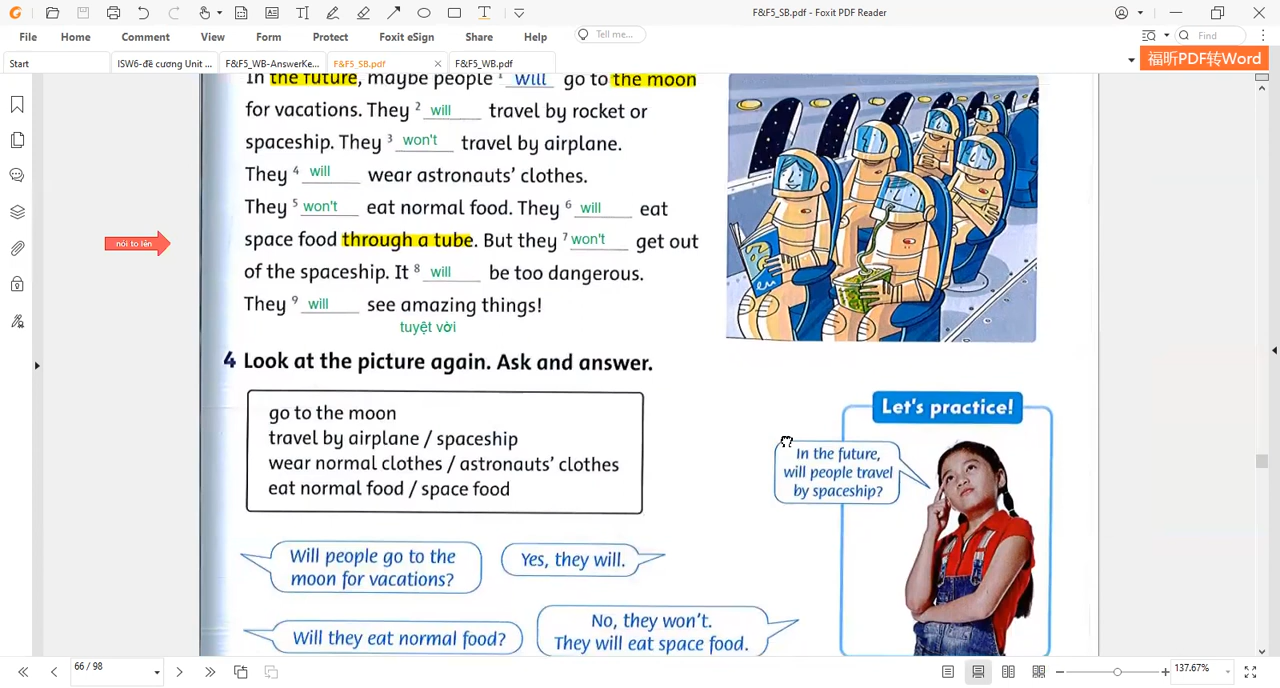 F&F5_SB.pdf - Foxit PDF Reader
File Home Comment View Form Protect Foxit eSign Share Help Tell me... Find
Start ISW6-đề cương Unit ... F&F5_WB-AnswerKe... F&F5_SB.pdf F&F5_WB.pdf
福昕PDF转Word
In the future, maybe people 1 will go to the moon
for vacations. They 2 will travel by rocket or
spaceship. They 3 won't travel by airplane.
They 4 will wear astronauts' clothes.
They 5 won't eat normal food. They 6 will eat
nói to lên
space food through a tube. But they 7 won't get out
of the spaceship. It 8 will be too dangerous.
They 9 will see amazing things!
tuyệt vời
4 Look at the picture again. Ask and answer.
go to the moon
travel by airplane / spaceship
wear normal clothes / astronauts' clothes
eat normal food / space food
Let's practice!
In the future,
will people travel
by spaceship?
Will people go to the
moon for vacations?
Yes, they will.
Will they eat normal food?
No, they won't.
They will eat space food.
66 / 98
137.67%